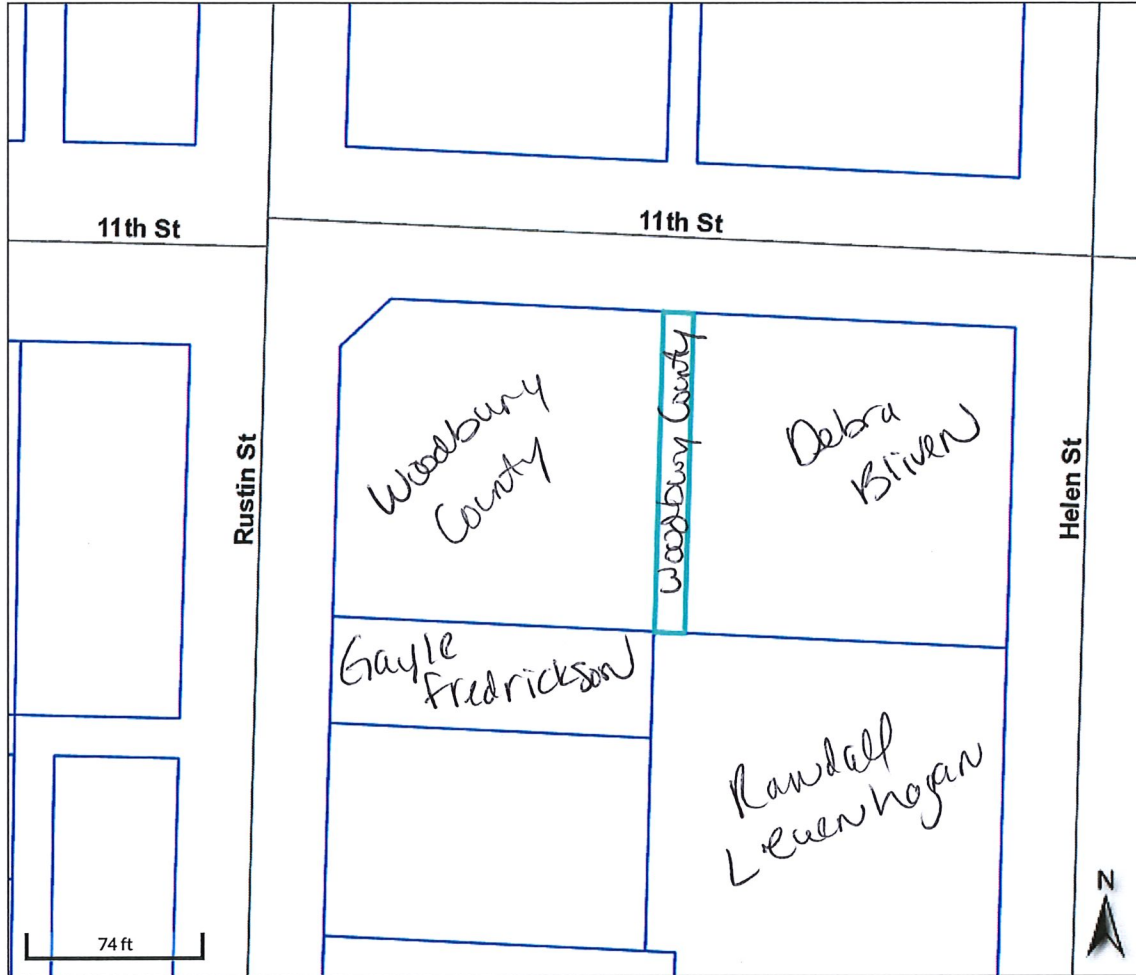 11th St
11th St
Woodbury
County
Woodbury County
Debra
Bliven
Rustin St
Helen St
Gayle
Fredrickson
Randall
Leuenhagan
N
74 ft